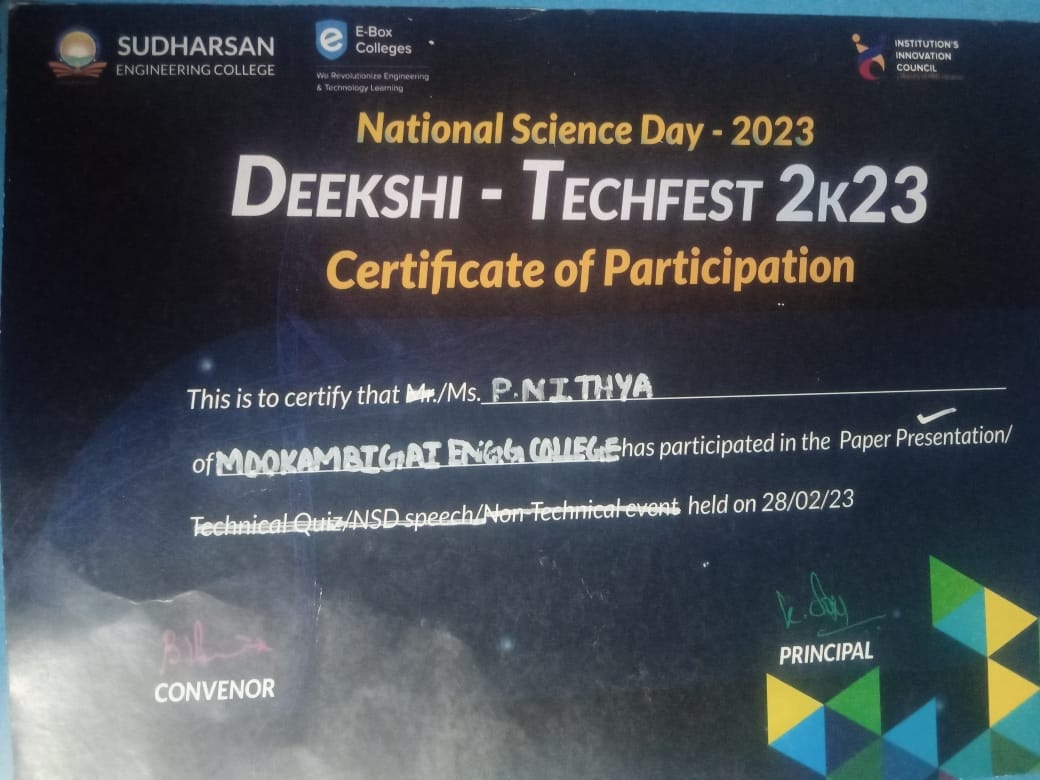 SUDHARSAN
ENGINEERING COLLEGE
E-Box
Colleges
We Revolutionize Engineering
& Technology Learning
INSTITUTION'S
INNOVATION
COUNCIL
National Science Day - 2023
DEEKSHI - TECHFEST 2K23
Certificate of Participation
This is to certify that Mr./Ms. P.NITHYA
of MOOKAMBIGAI ENGG COLLEGE has participated in the Paper Presentation/
Technical Quiz/NSD speech/Non-Technical event held on 28/02/23
CONVENOR
PRINCIPAL